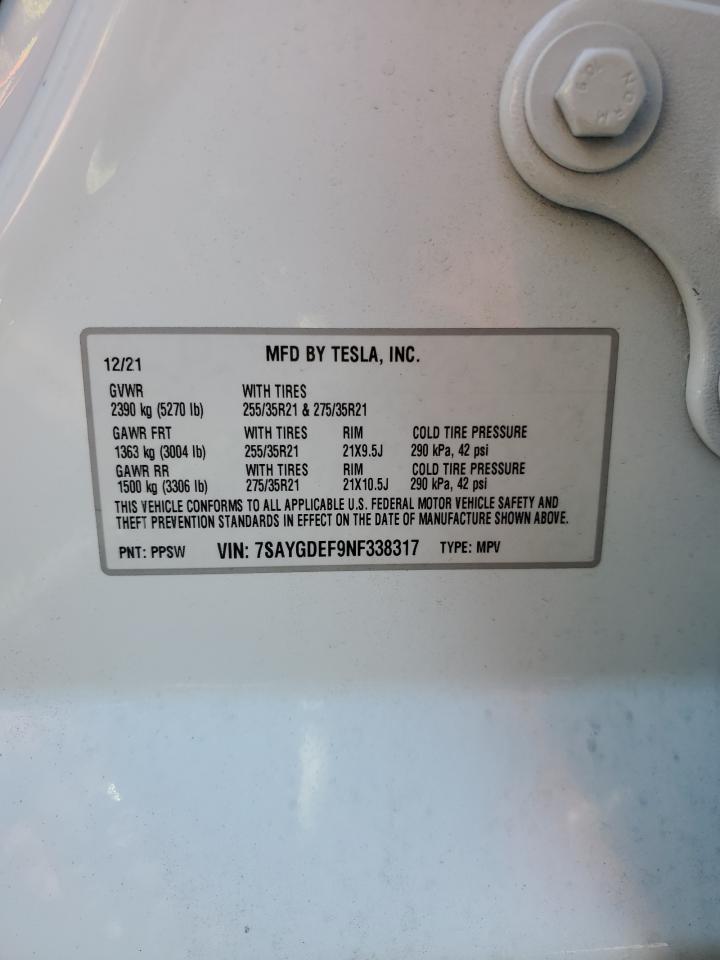 NORM
12/21 MFD BY TESLA, INC.
GVWR WITH TIRES
2390 kg (5270 lb) 255/35R21 & 275/35R21
GAWR FRT WITH TIRES RIM COLD TIRE PRESSURE
1363 kg (3004 lb) 255/35R21 21X9.5J 290 kPa, 42 psi
GAWR RR WITH TIRES RIM COLD TIRE PRESSURE
1500 kg (3306 lb) 275/35R21 21X10.5J 290 kPa, 42 psi
THIS VEHICLE CONFORMS TO ALL APPLICABLE U.S. FEDERAL MOTOR VEHICLE SAFETY AND
THEFT PREVENTION STANDARDS IN EFFECT ON THE DATE OF MANUFACTURE SHOWN ABOVE.
PNT: PPSW VIN: 7SAYGDEF9NF338317 TYPE: MPV